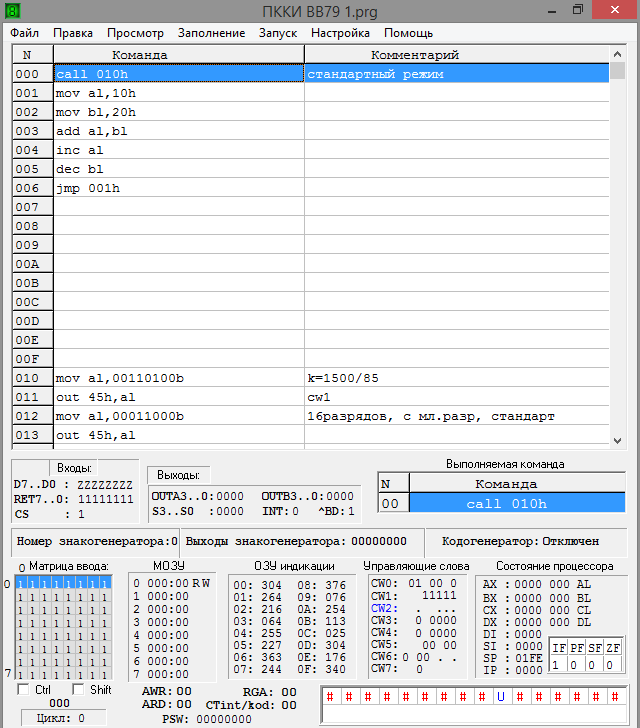 ПККИ ВВ79 1.prg
Файл Правка Просмотр Заполнение Запуск Настройка Помощь
N Команда Комментарий
000 call 010h стандартный режим
001 mov al,10h
002 mov bl,20h
003 add al,bl
004 inc al
005 dec bl
006 jmp 001h
007
008
009
00A
00B
00C
00D
00E
00F
010 mov al,00110100b k=1500/85
011 out 45h,al cw1
012 mov al,00011000b 16разрядов, с мл.разр, стандарт
013 out 45h,al
Входы:
D7..D0 : ZZZZZZZZ
RET7..0: 11111111
CS : 1
Выходы:
OUTA3..0:0000 OUTB3..0:0000
S3..S0 :0000 INT:0 ^BD:1
Выполняемая команда
N Команда
00 call 010h
Номер знакогенератора:0 Выходы знакогенератора: 00000000 Кодогенератор: Отключен
0 Матрица ввода:
0 1 1 1 1 1 1 1 1
1 1 1 1 1 1 1 1
1 1 1 1 1 1 1 1
1 1 1 1 1 1 1 1
1 1 1 1 1 1 1 1
1 1 1 1 1 1 1 1
1 1 1 1 1 1 1 1
7 1 1 1 1 1 1 1 1
Ctrl Shift
000
Цикл: 0
МОЗУ
0 000:00 R W
1 000:00
2 000:00
3 000:00
4 000:00
5 000:00
6 000:00
7 000:00
ОЗУ индикации
00: 304 08: 376
01: 264 09: 076
02: 216 0A: 254
03: 064 0B: 113
04: 255 0C: 025
05: 227 0D: 304
06: 363 0E: 176
07: 244 0F: 340
Управляющие слова
CW0: 01 00 0
CW1: 11111
CW2: . ...
CW3: 0 0000
CW4: 0 0000
CW5: 00 00
CW6: 0 00 . .
CW7: 0
Состояние процессора
AX : 0000 000 AL
BX : 0000 000 BL
CX : 0000 000 CL
DX : 0000 000 DL
DI : 0000
SI : 0000
SP : 01FE
IP : 0000
IF PF SF ZF
1 0 0 0
AWR: 00 RGA: 00
ARD: 00 CTint/kod: 00
PSW: 00000000
# # # # # # # # # U # # # # # #